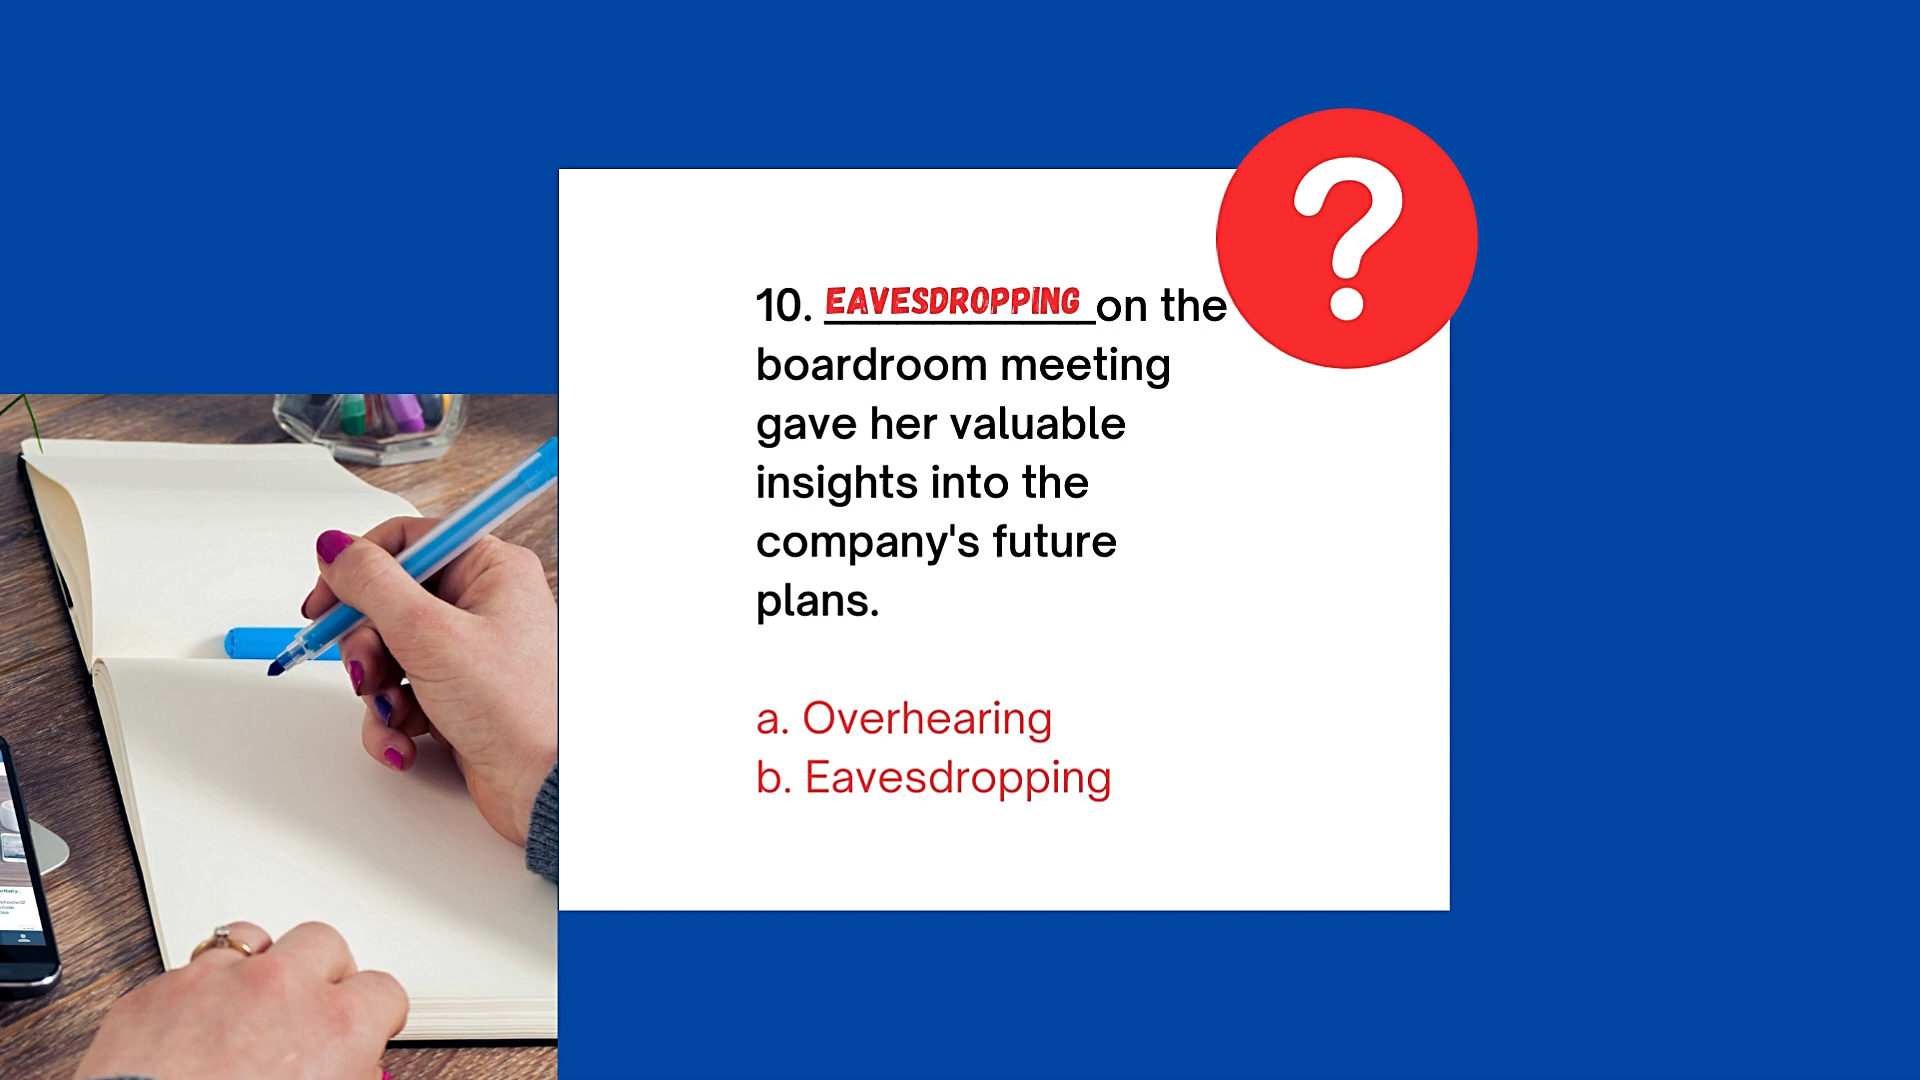 10. EAVESDROPPING on the
boardroom meeting
gave her valuable
insights into the
company's future
plans.
a. Overhearing
b. Eavesdropping
?